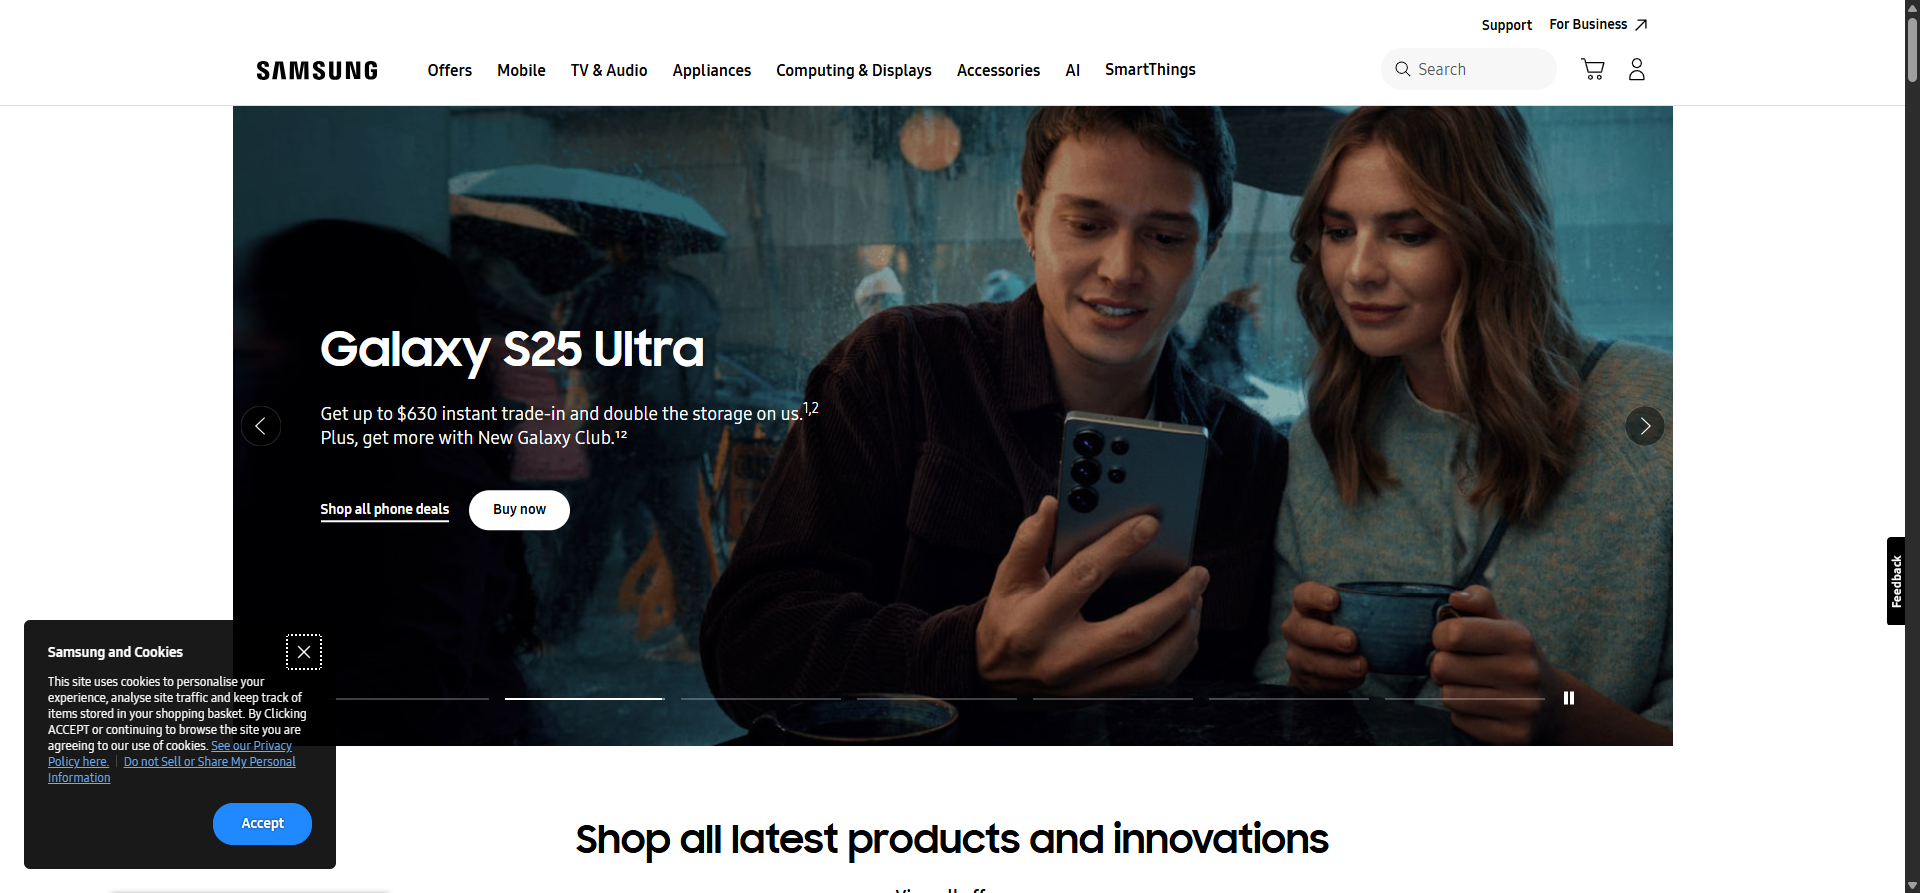 Support
For Business
SAMSUNG
Offers
Mobile
TV & Audio
Appliances
Computing & Displays
Accessories
AI
SmartThings
Search
Galaxy S25 Ultra
Get up to $630 instant trade-in and double the storage on us.1,2
Plus, get more with New Galaxy Club.¹²
Shop all phone deals
Buy now
Feedback
Samsung and Cookies
This site uses cookies to personalise your
experience, analyse site traffic and keep track of
items stored in your shopping basket. By Clicking
ACCEPT or continuing to browse the site you are
agreeing to our use of cookies. See our Privacy
Policy here. | Do not Sell or Share My Personal
Information
Accept
Shop all latest products and innovations